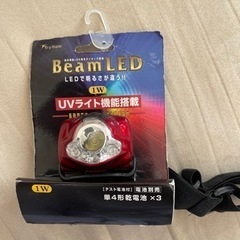 Beam LED
LEDで明るさが違う!!
1W
UVライト機能搭載
1W
[テスト電池付] 電池別売
単4形乾電池×3